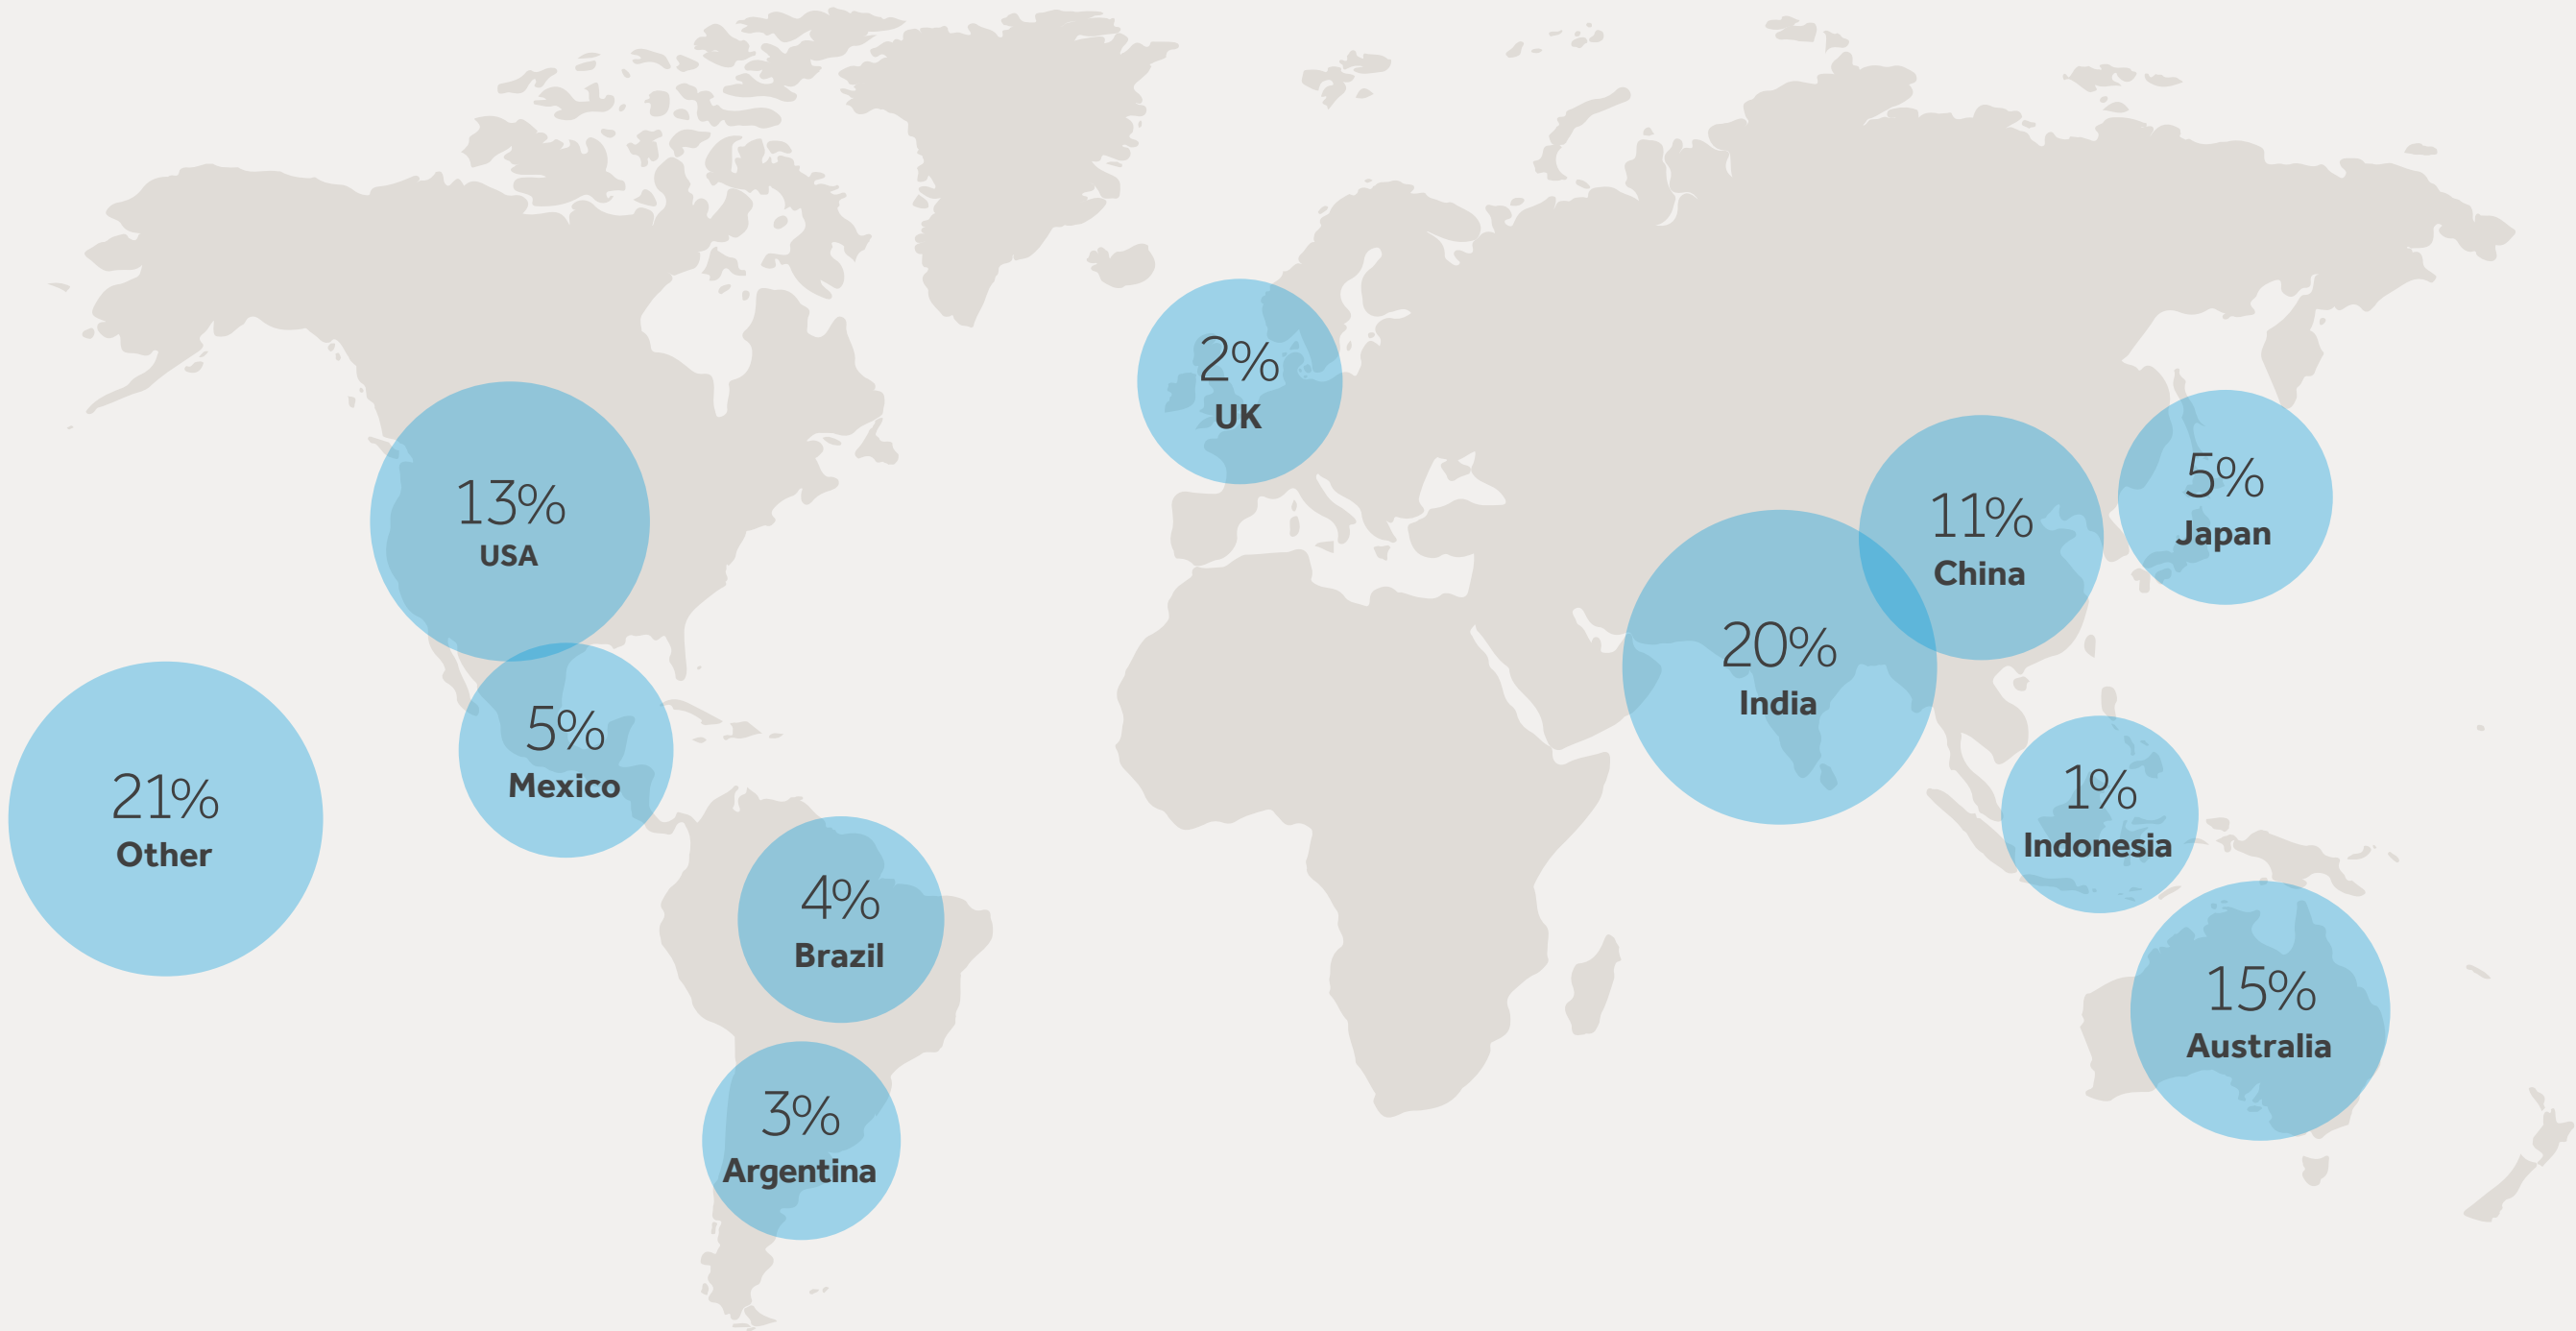 2%
UK
13%
USA
5%
Japan
11%
China
20%
India
5%
Mexico
21%
Other
1%
Indonesia
4%
Brazil
15%
Australia
3%
Argentina